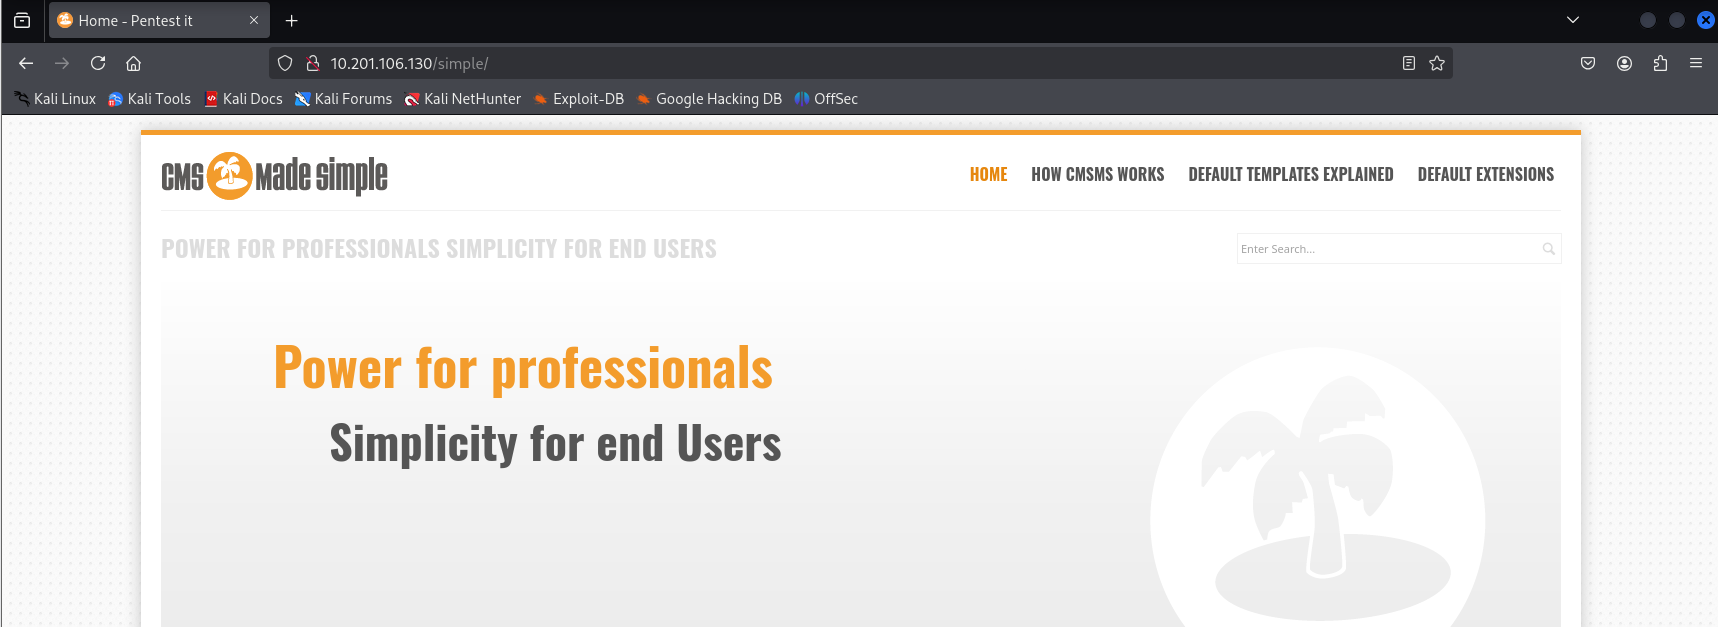 Home - Pentest it
10.201.106.130/simple/
Kali Linux Kali Tools Kali Docs Kali Forums Kali NetHunter Exploit-DB Google Hacking DB OffSec
CMS made simple
HOME HOW CMSMS WORKS DEFAULT TEMPLATES EXPLAINED DEFAULT EXTENSIONS
POWER FOR PROFESSIONALS SIMPLICITY FOR END USERS
Enter Search...
Power for professionals
Simplicity for end Users